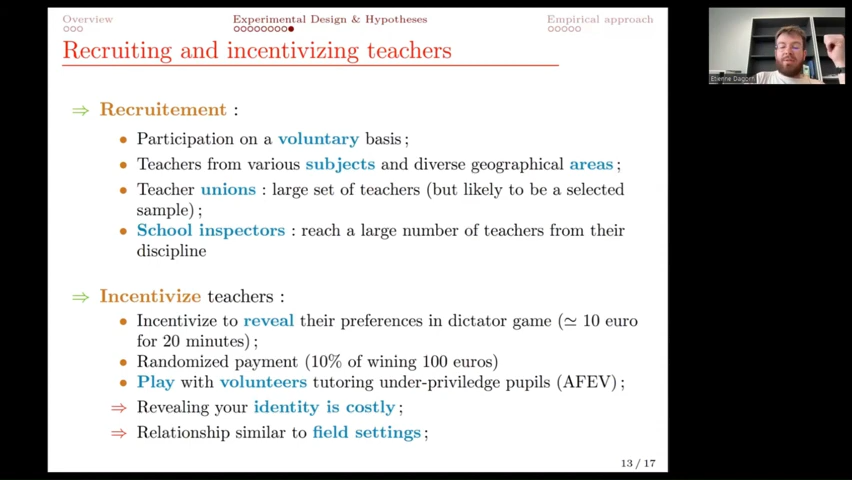 Overview
Experimental Design & Hypotheses
Empirical approach
Recruiting and incentivizing teachers
⇒ Recruitement :
• Participation on a voluntary basis ;
• Teachers from various subjects and diverse geographical areas ;
• Teacher unions : large set of teachers (but likely to be a selected
sample) ;
• School inspectors : reach a large number of teachers from their
discipline
⇒ Incentivize teachers :
• Incentivize to reveal their preferences in dictator game (≃ 10 euro
for 20 minutes) ;
• Randomized payment (10% of wining 100 euros)
• Play with volunteers tutoring under-priviledge pupils (AFEV) ;
⇒ Revealing your identity is costly ;
⇒ Relationship similar to field settings ;
13 / 17
Etienne Dagorn